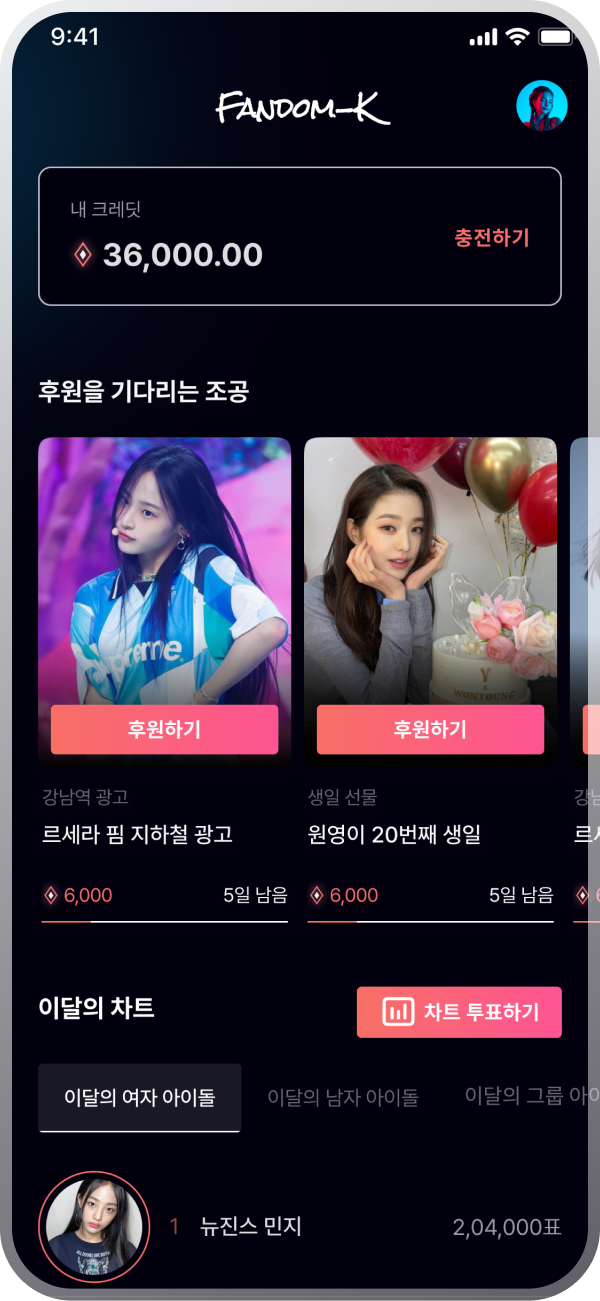 9:41
Fandom-K
내 크레딧
36,000.00
충전하기
후원을 기다리는 조공
후원하기
후원하기
강남역 광고
생일 선물
르세라 핌 지하철 광고
원영이 20번째 생일
6,000
5일 남음
6,000
5일 남음
이달의 차트
차트 투표하기
이달의 여자 아이돌
이달의 남자 아이돌
이달의 그룹
1
뉴진스 민지
2,04,000표